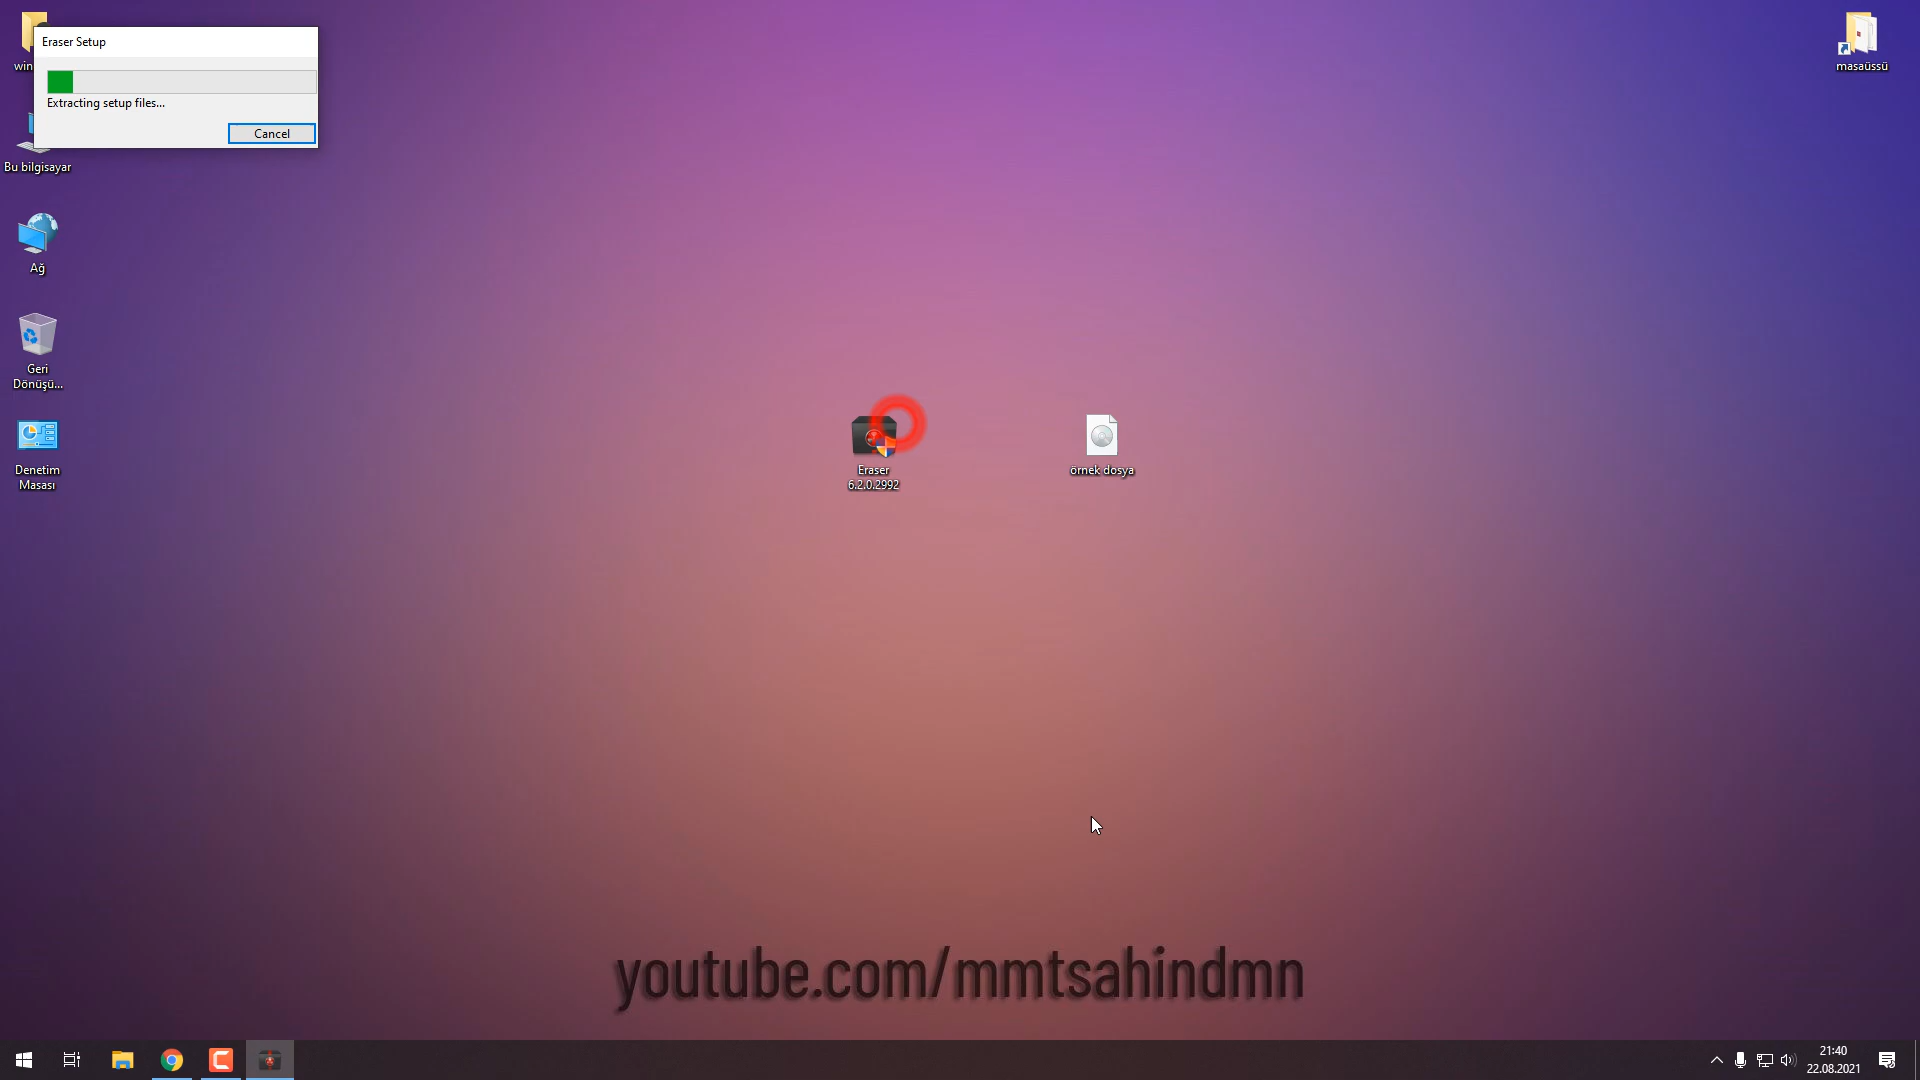 Eraser Setup
Extracting setup files...
Cancel
win
Bu bilgisayar
Ağ
Geri
Dönüşü...
Denetim
Masası
Eraser
6.2.0.2992
örnek dosya
masaüssü
youtube.com/mmtsahindmn
21:40
22.08.2021